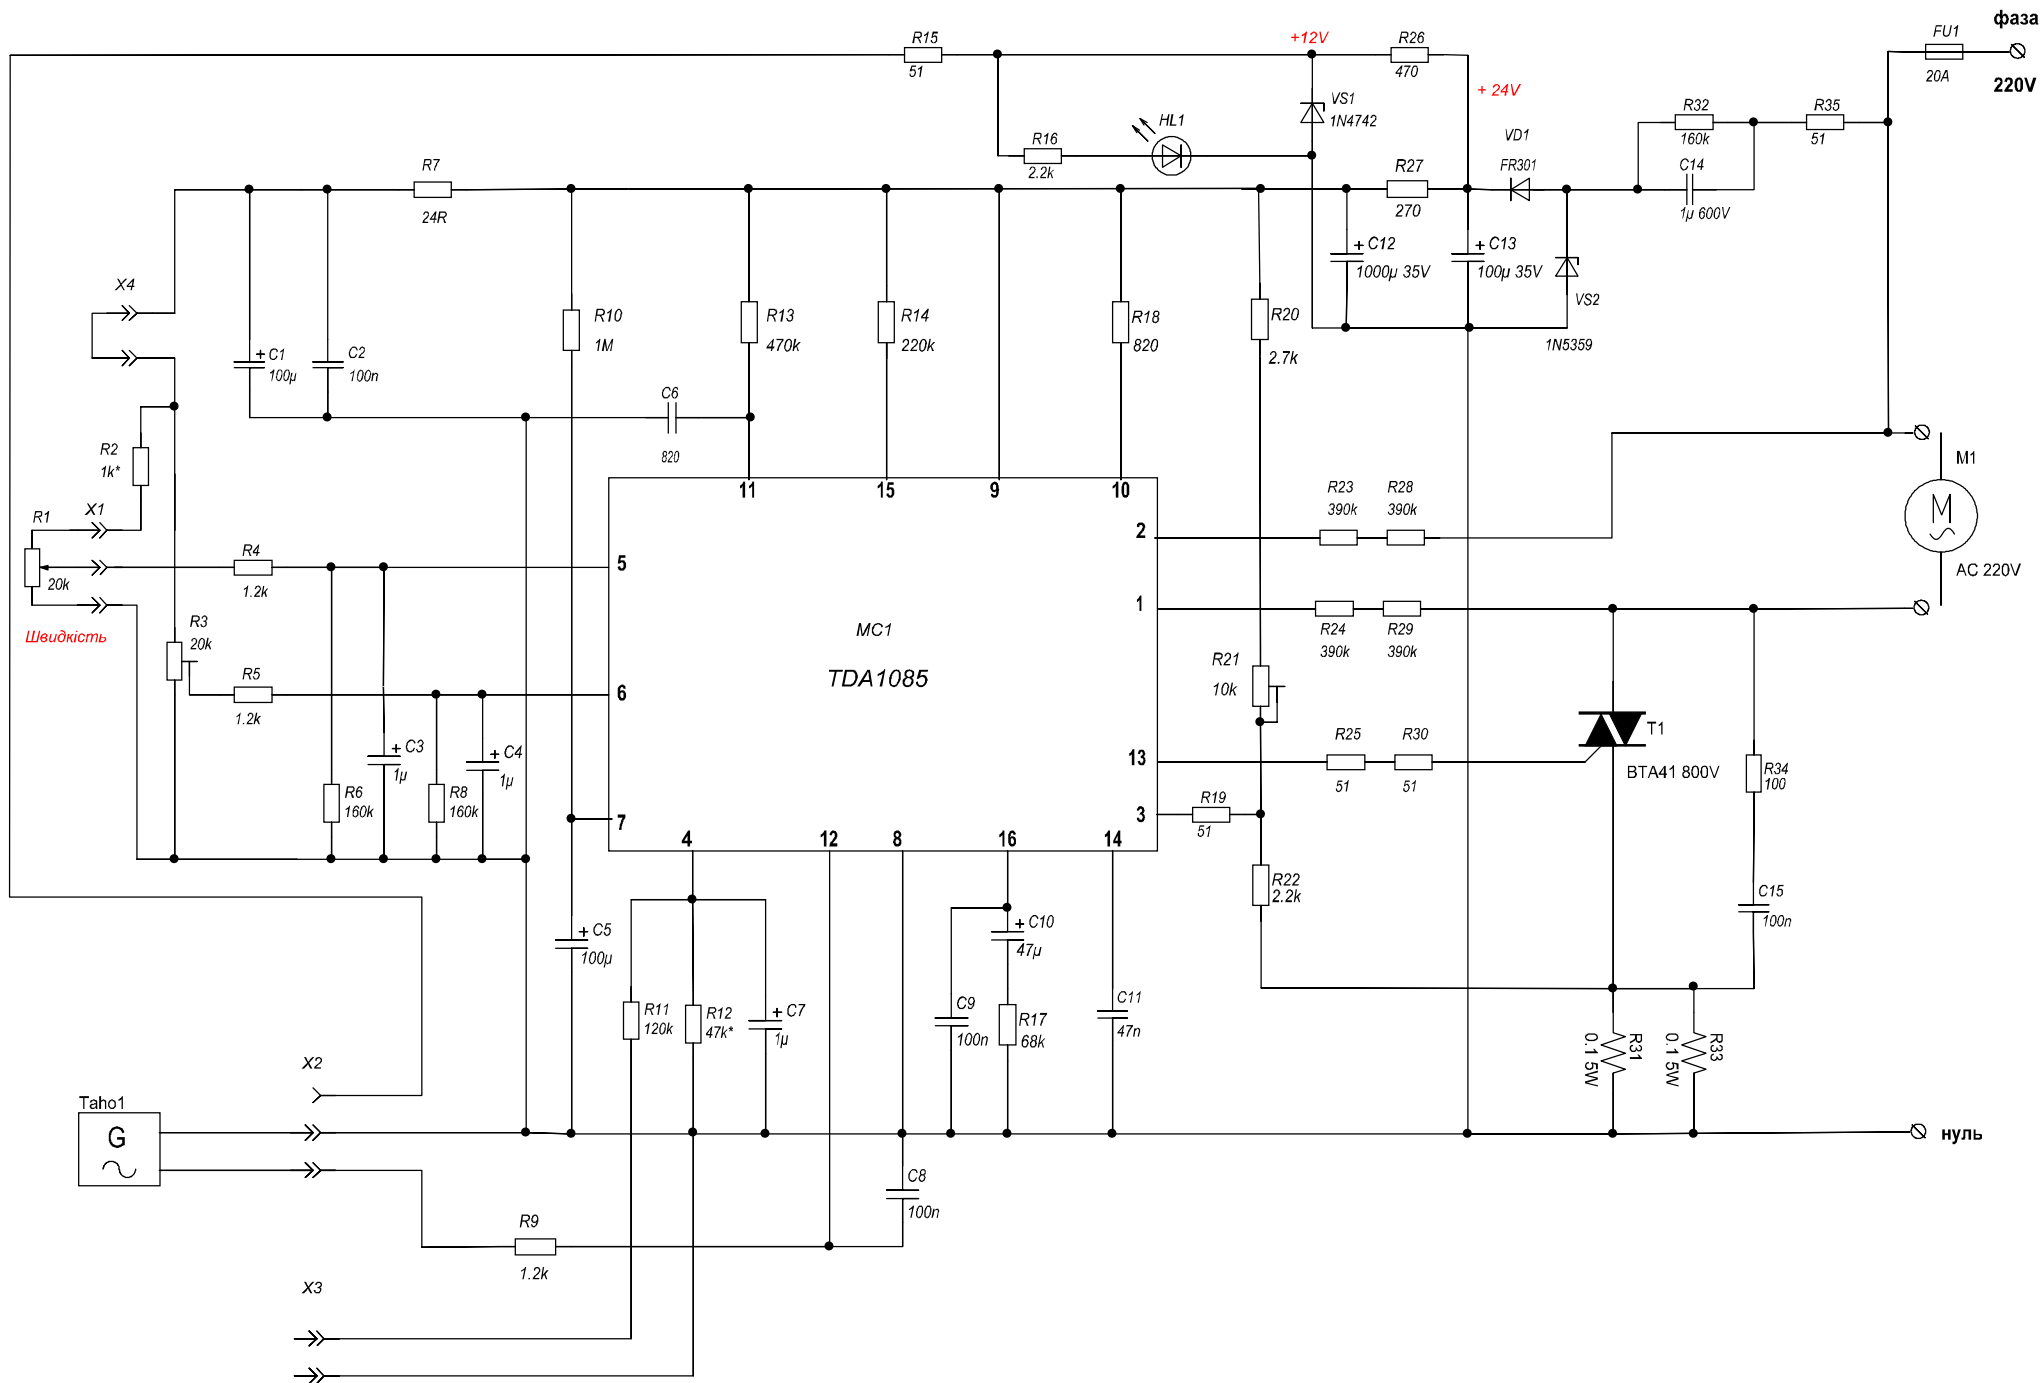 фаза
FU1
20A
220V
R15
51
+12V
R26
470
+ 24V
VS1
1N4742
HL1
R16
2.2k
R32
160k
R35
51
VD1
FR301
C14
1µ 600V
R7
24R
R27
270
+ C12
1000µ 35V
+ C13
100µ 35V
VS2
1N5359
X4
R10
1M
R13
470k
R14
220k
R18
820
R20
2.7k
+ C1
100µ
C2
100n
C6
820
R2
1k*
R1
X1
20k
Швидкість
R4
1.2k
R3
20k
R5
1.2k
11
15
9
10
5
6
7
2
1
13
3
4
12
8
16
14
MC1
TDA1085
R23
390k
R28
390k
M1
M
AC 220V
R24
390k
R29
390k
R21
10k
R25
51
R30
51
T1
BTA41 800V
R34
100
R19
51
R22
2.2k
C15
100n
+ C3
1µ
+ C4
1µ
R6
160k
R8
160k
+ C5
100µ
R11
120k
R12
47k*
+ C7
1µ
C9
100n
+ C10
47µ
R17
68k
C11
47n
R31
0.1 5W
R33
0.1 5W
X2
Taho1
G
нуль
C8
100n
R9
1.2k
X3